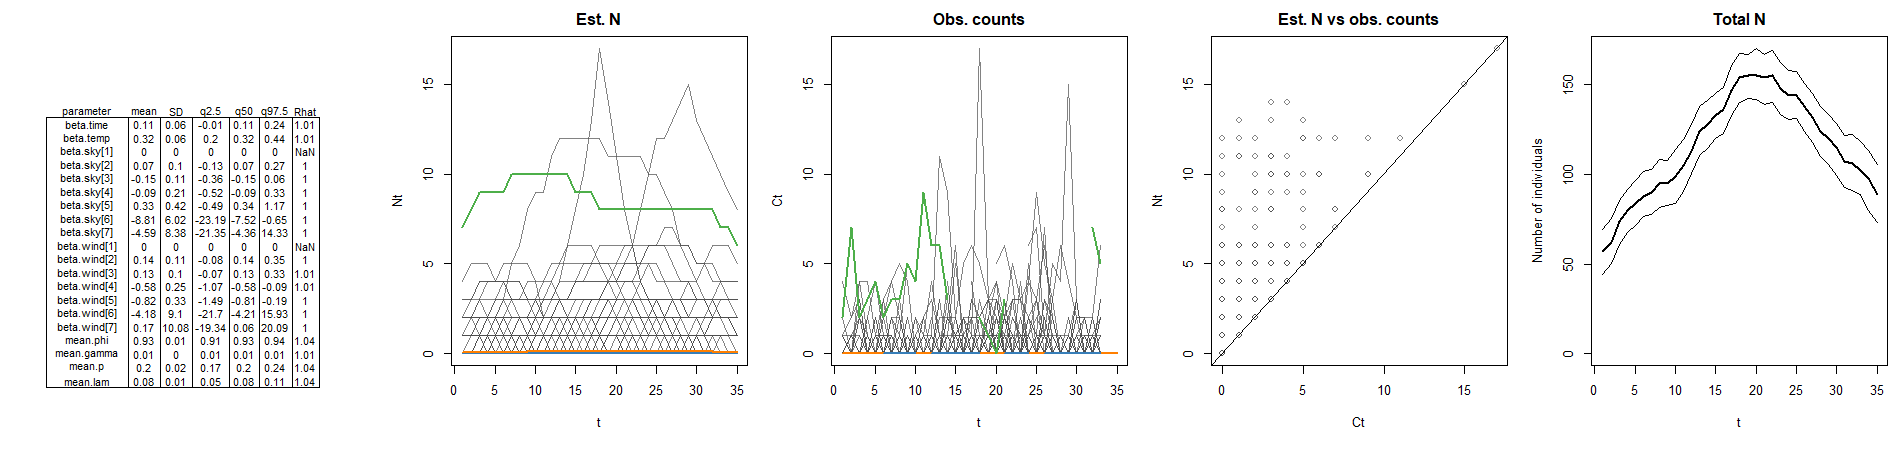 parameter mean SD q2.5 q50 q97.5 Rhat
beta.time 0.11 0.06 -0.01 0.11 0.24 1.01
beta.temp 0.32 0.06 0.2 0.32 0.44 1.01
beta.sky[1] 0 0 0 0 0 NaN
beta.sky[2] 0.07 0.1 -0.13 0.07 0.27 1
beta.sky[3] -0.15 0.11 -0.36 -0.15 0.06 1
beta.sky[4] -0.09 0.21 -0.52 -0.09 0.33 1
beta.sky[5] 0.33 0.42 -0.49 0.34 1.17 1
beta.sky[6] -8.81 6.02 -23.19 -7.52 -0.65 1
beta.sky[7] -4.59 8.38 -21.35 -4.36 14.33 1
beta.wind[1] 0 0 0 0 0 NaN
beta.wind[2] 0.14 0.11 -0.08 0.14 0.35 1
beta.wind[3] 0.13 0.1 -0.07 0.13 0.33 1.01
beta.wind[4] -0.58 0.25 -1.07 -0.58 -0.09 1.01
beta.wind[5] -0.82 0.33 -1.49 -0.81 -0.19 1
beta.wind[6] -4.18 9.1 -21.7 -4.21 15.93 1
beta.wind[7] 0.17 10.08 -19.34 0.06 20.09 1
mean.phi 0.93 0.01 0.91 0.93 0.94 1.04
mean.gamma 0.01 0 0.01 0.01 0.01 1.01
mean.p 0.2 0.02 0.17 0.2 0.24 1.04
mean.lam 0.08 0.01 0.05 0.08 0.11 1.04
Est. N
Nt
15
10
5
0
0 5 10 15 20 25 30 35
t
Obs. counts
Ct
15
10
5
0
0 5 10 15 20 25 30 35
t
Est. N vs obs. counts
Nt
15
10
5
0
0 5 10 15
Ct
Total N
Number of individuals
150
100
50
0
0 5 10 15 20 25 30 35
t